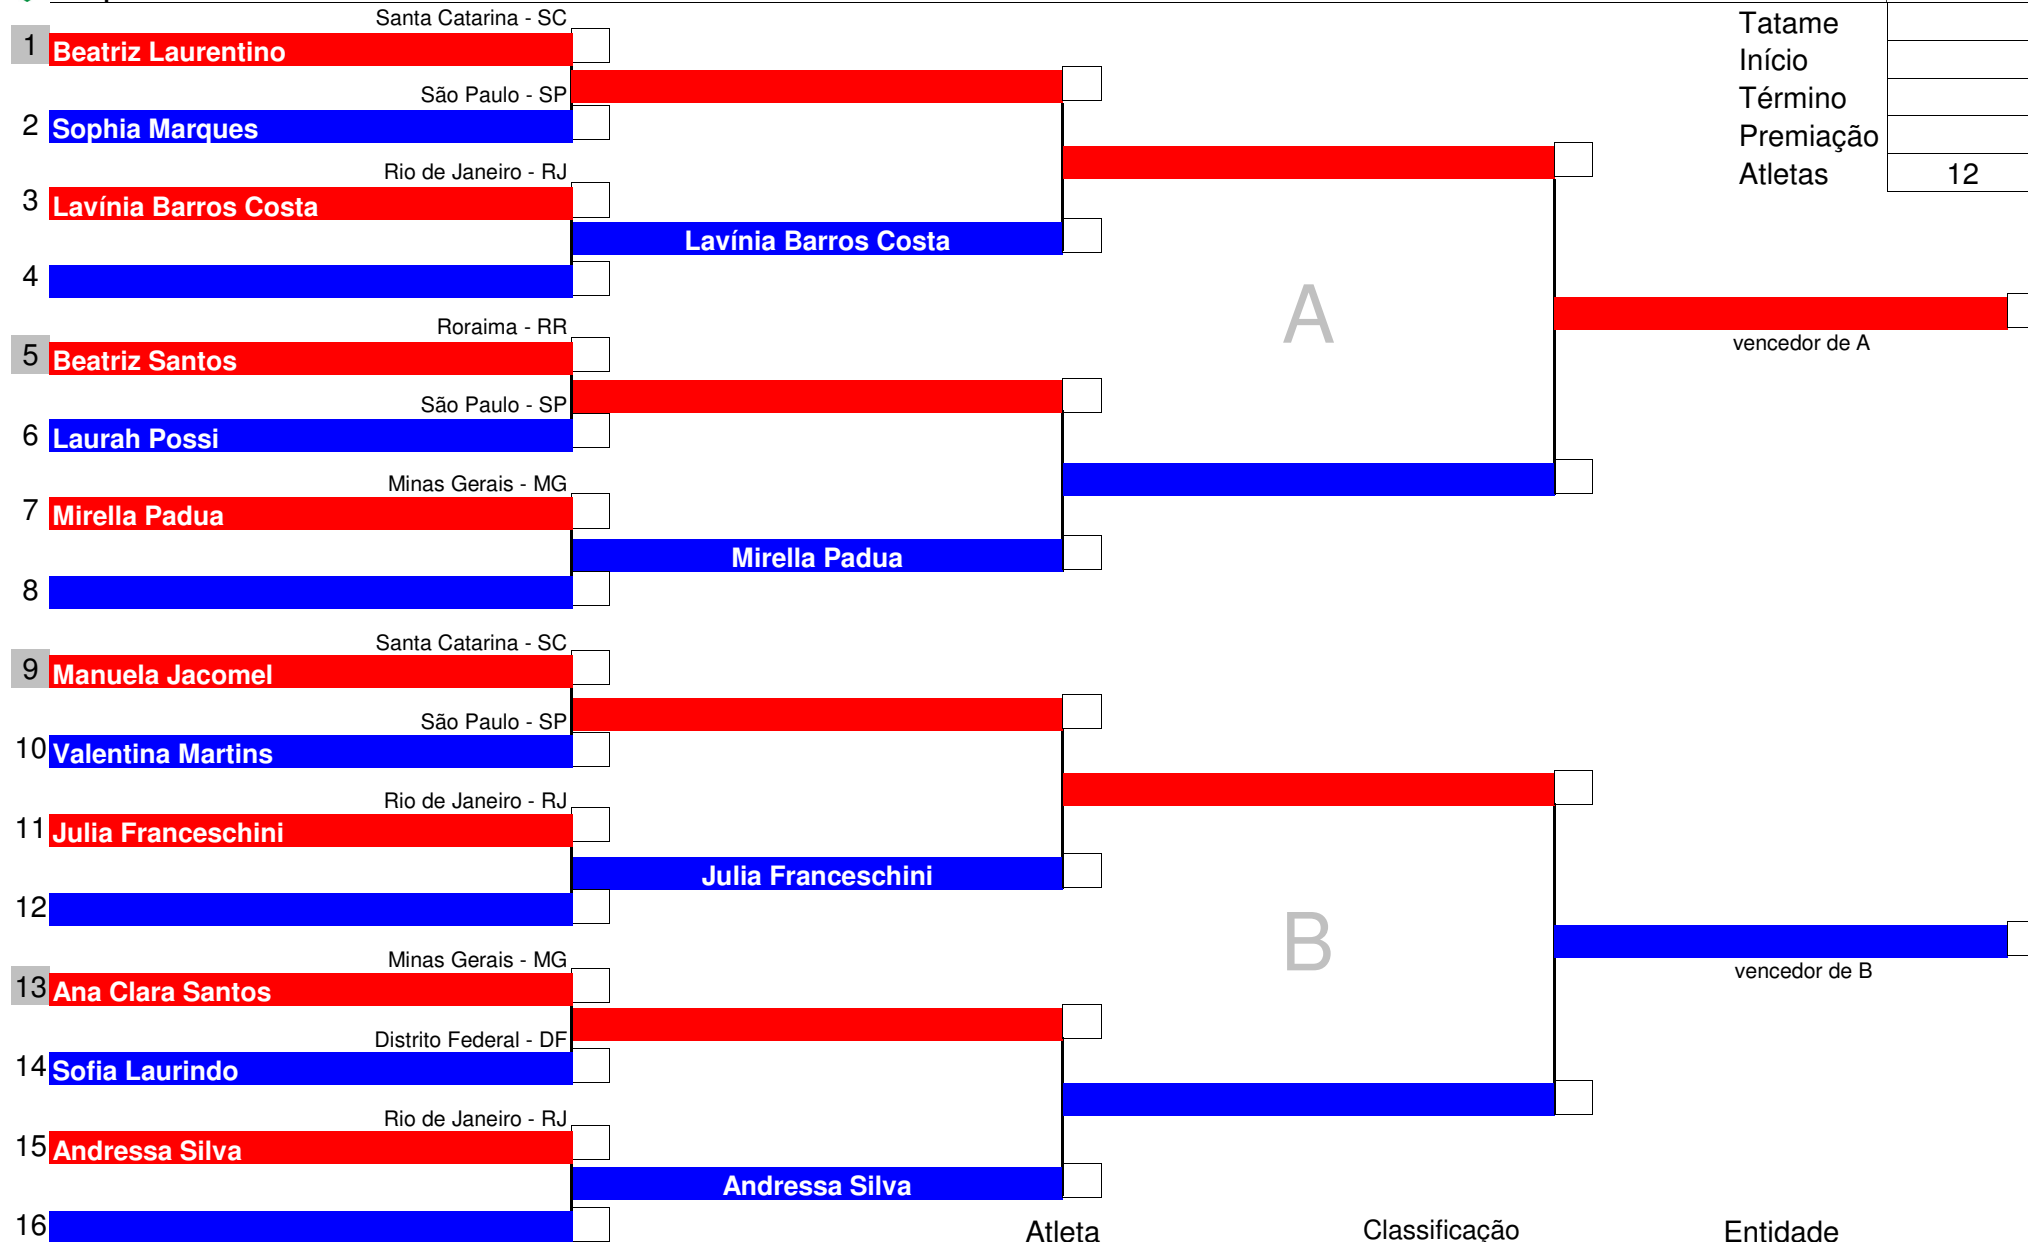 Santa Catarina - SC
1 Beatriz Laurentino
São Paulo - SP
2 Sophia Marques
Rio de Janeiro - RJ
3 Lavínia Barros Costa
Lavínia Barros Costa
4
Roraima - RR
5 Beatriz Santos
São Paulo - SP
6 Laurah Possi
Minas Gerais - MG
7 Mirella Padua
Mirella Padua
8
Santa Catarina - SC
9 Manuela Jacomel
São Paulo - SP
10 Valentina Martins
Rio de Janeiro - RJ
11 Julia Franceschini
Julia Franceschini
12
Minas Gerais - MG
13 Ana Clara Santos
Distrito Federal - DF
14 Sofia Laurindo
Rio de Janeiro - RJ
15 Andressa Silva
Andressa Silva
16
A
B
vencedor de A
vencedor de B
Tatame
Início
Término
Premiação
Atletas 12
Atleta Classificação Entidade